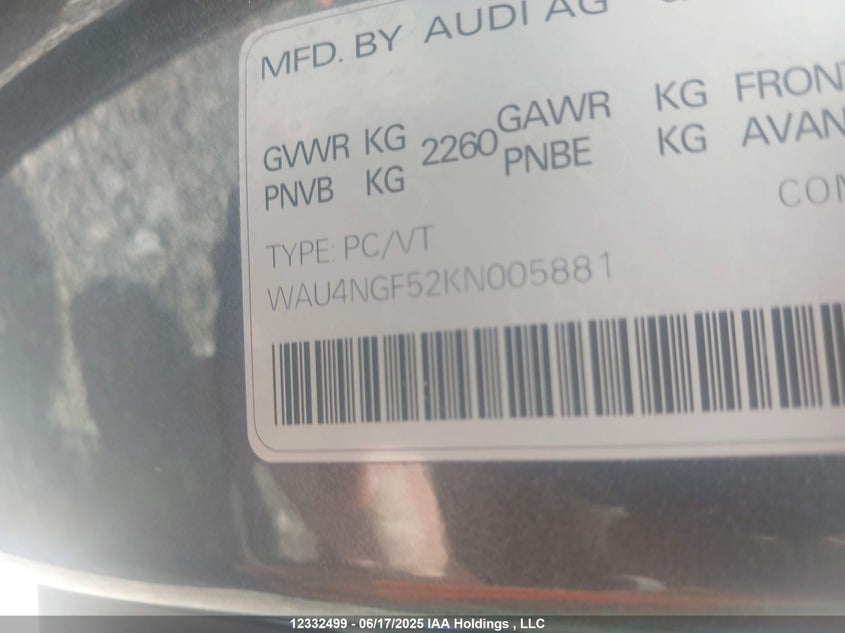 MFD. BY AUDI AG
GVWR KG 2260 GAWR KG FRONT
PNVB KG PNBE KG AVAN
CON
TYPE: PC/VT
WAU4NGF52KN005881
12332499 - 06/17/2025 IAA Holdings , LLC